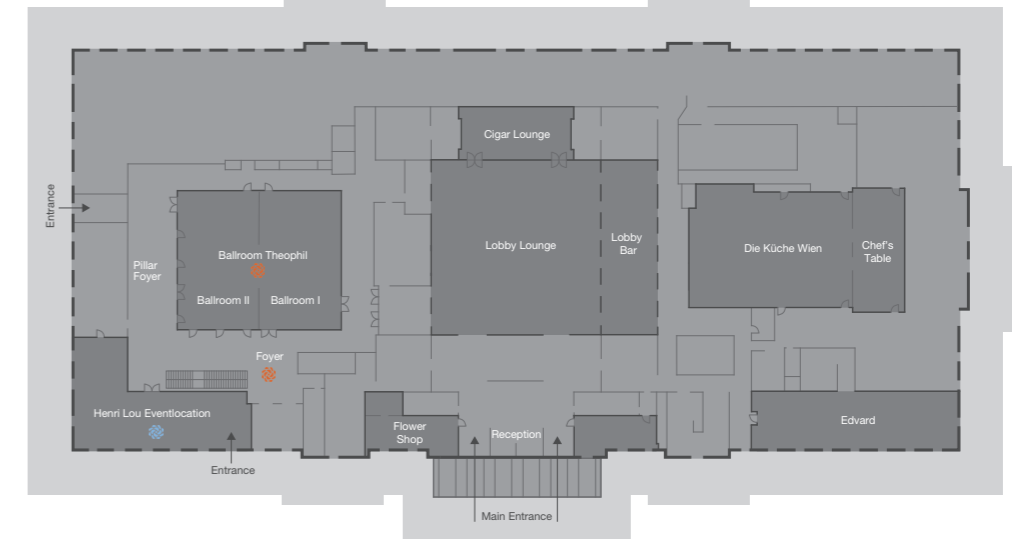 Cigar Lounge
Entrance
Lobby Lounge
Lobby
Bar
Die Küche Wien
Chef's
Table
Ballroom Theophil
Pillar
Foyer
Ballroom II
Ballroom I
Foyer
Henri Lou Eventlocation
Flower
Shop
Reception
Edvard
Entrance
Main Entrance